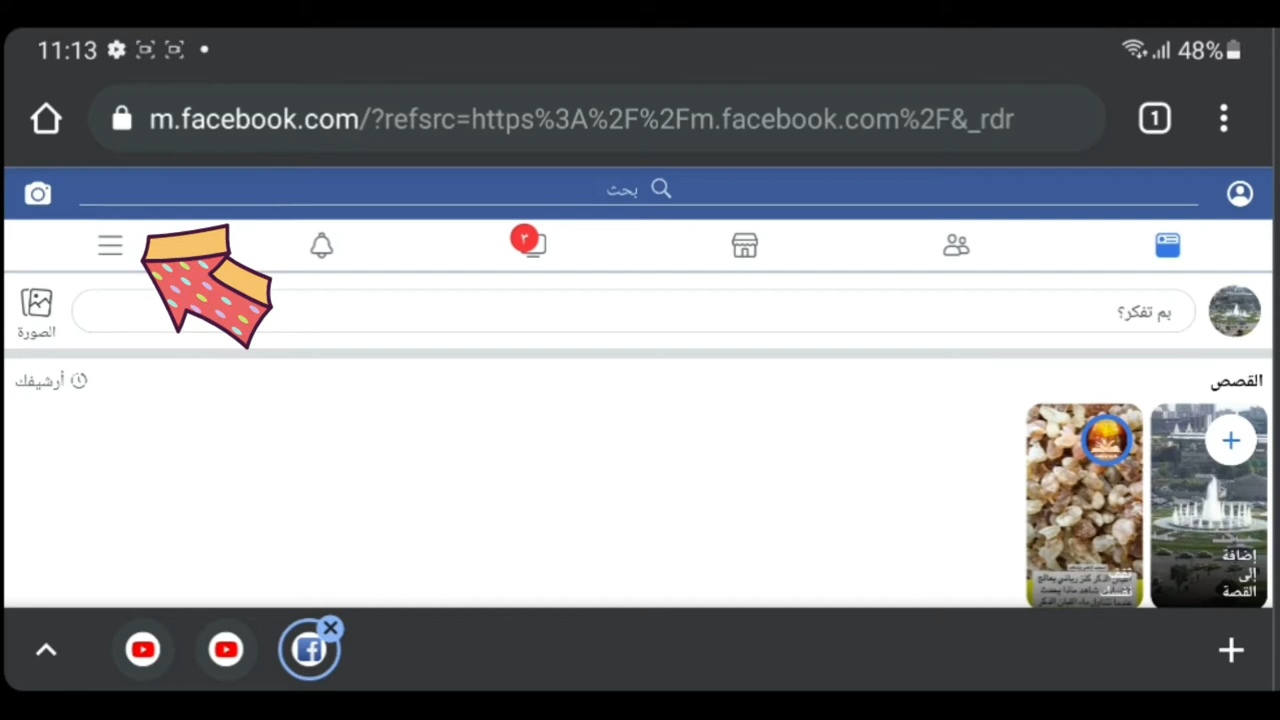 11:13
48%
m.facebook.com/?refsrc=https%3A%2F%2Fm.facebook.com%2F&_rdr
1
بحث
٣
بم تفكر؟
الصورة
القصص
أرشيفك
إضافة
إلى
القصة